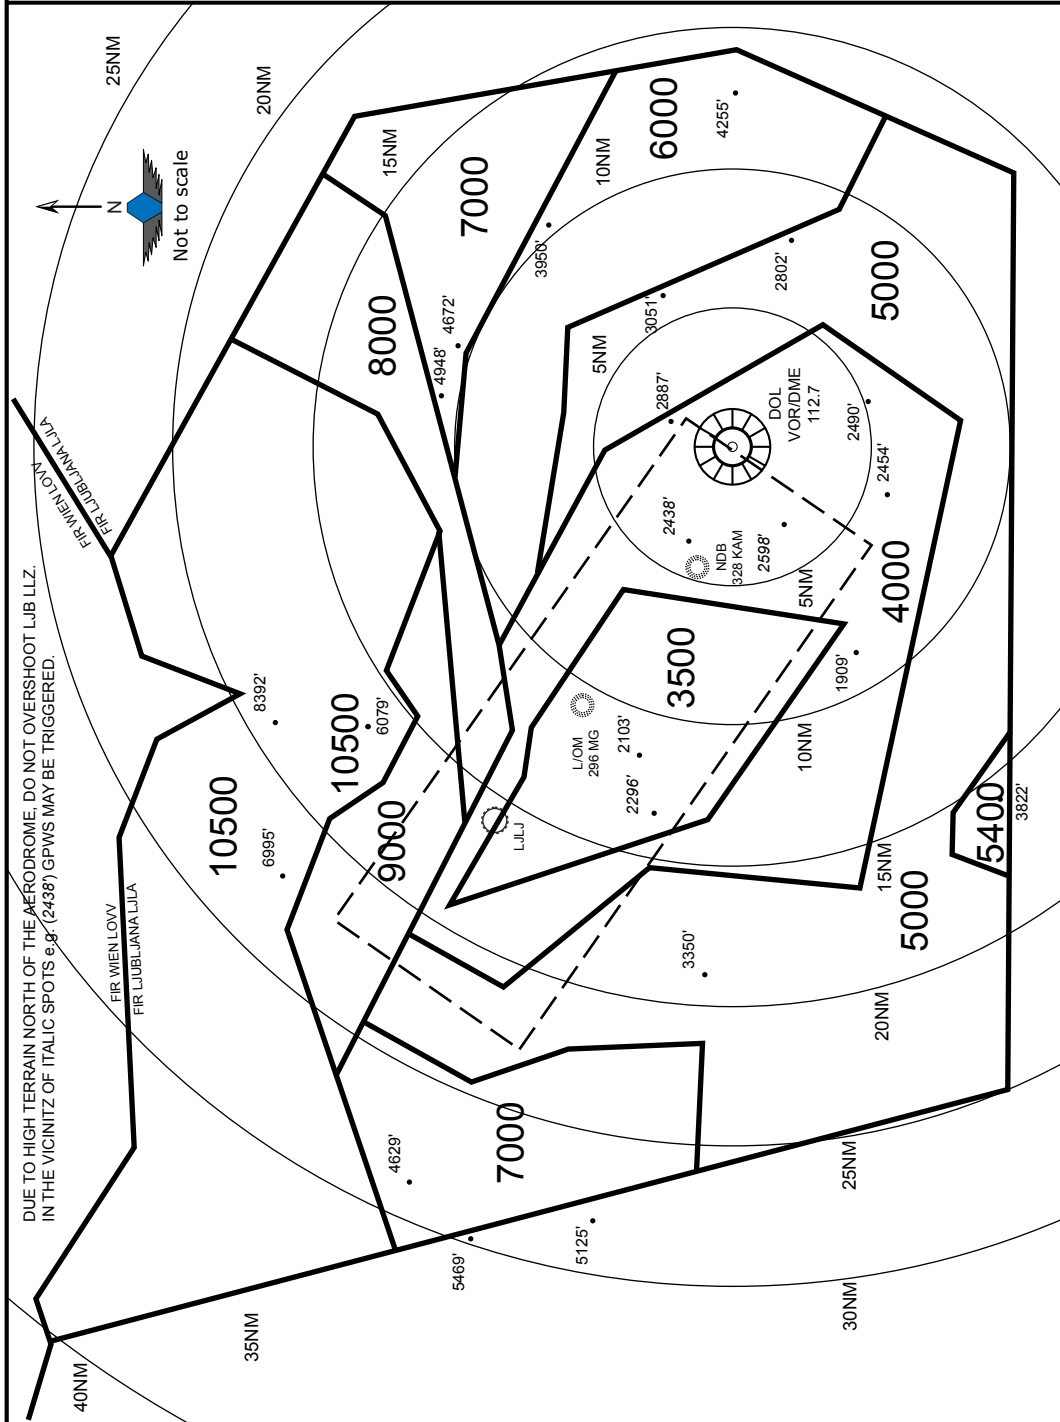 DUE TO HIGH TERRAIN NORTH OF THE AERODROME, DO NOT OVERSHOOT LJB LLZ.
IN THE VICINITZ OF ITALIC SPOTS e.g. (2438') GPWS MAY BE TRIGGERED.
25NM
20NM
N
Not to scale
15NM
7000
10NM
6000
4255'
FIR WIEN LOVV
FIR LJUBLJANA LJLA
8000
4672'
4948'
3950'
3051'
2802'
5000
5NM
2887'
DOL
VOR/DME
112.7
2490'
2454'
2438'
NDB
328 KAM
2598'
5NM
4000
8392'
10500
6079'
3500
1909'
L/OM
296 MG
2103'
2296'
10NM
10500
6995'
9000
LJLJ
5400
3822'
15NM
5000
FIR WIEN LOVV
FIR LJUBLJANA LJLA
3350'
20NM
4629'
7000
25NM
5469'
5125'
30NM
35NM
40NM